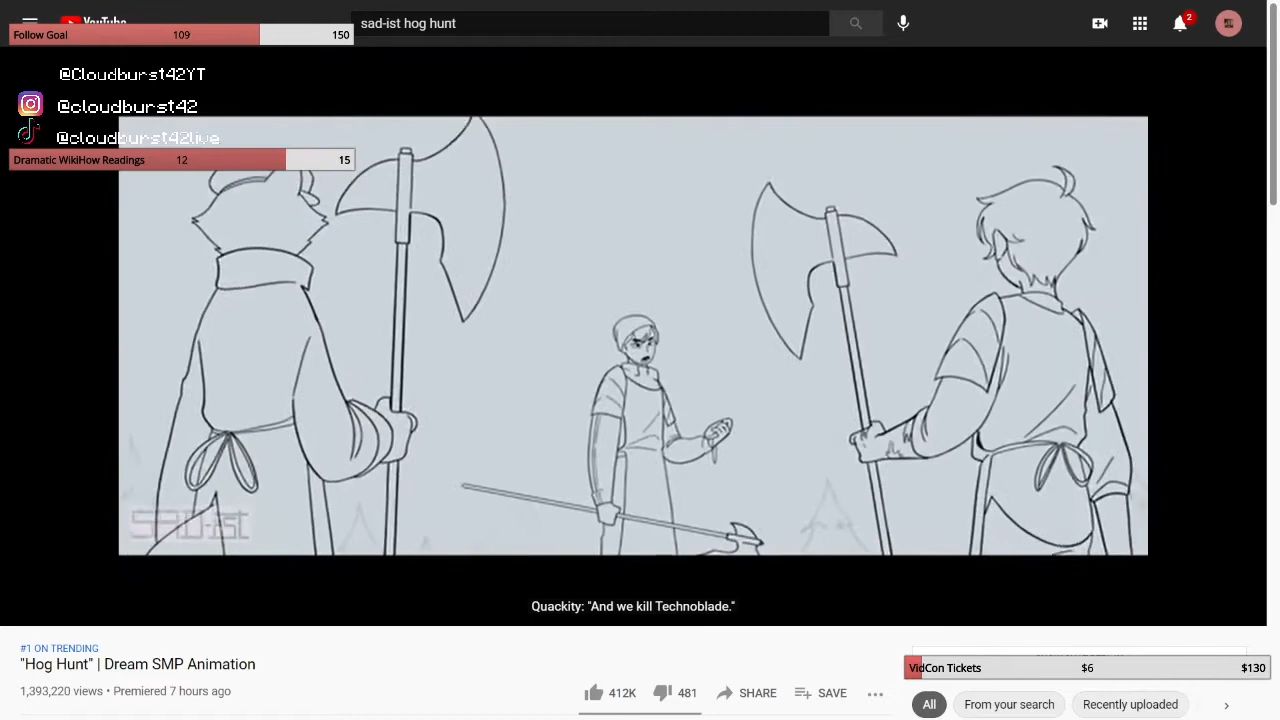 YouTube
sad-ist hog hunt
2
Follow Goal 109 150
@Cloudburst42YT
@cloudburst42
@cloudburst42live
Dramatic WikiHow Readings 12 15
SAD-ist
Quackity: "And we kill Technoblade."
#1 ON TRENDING
"Hog Hunt" | Dream SMP Animation
1,393,220 views • Premiered 7 hours ago
412K 481 SHARE SAVE
VidCon Tickets $6 $130
All From your search Recently uploaded